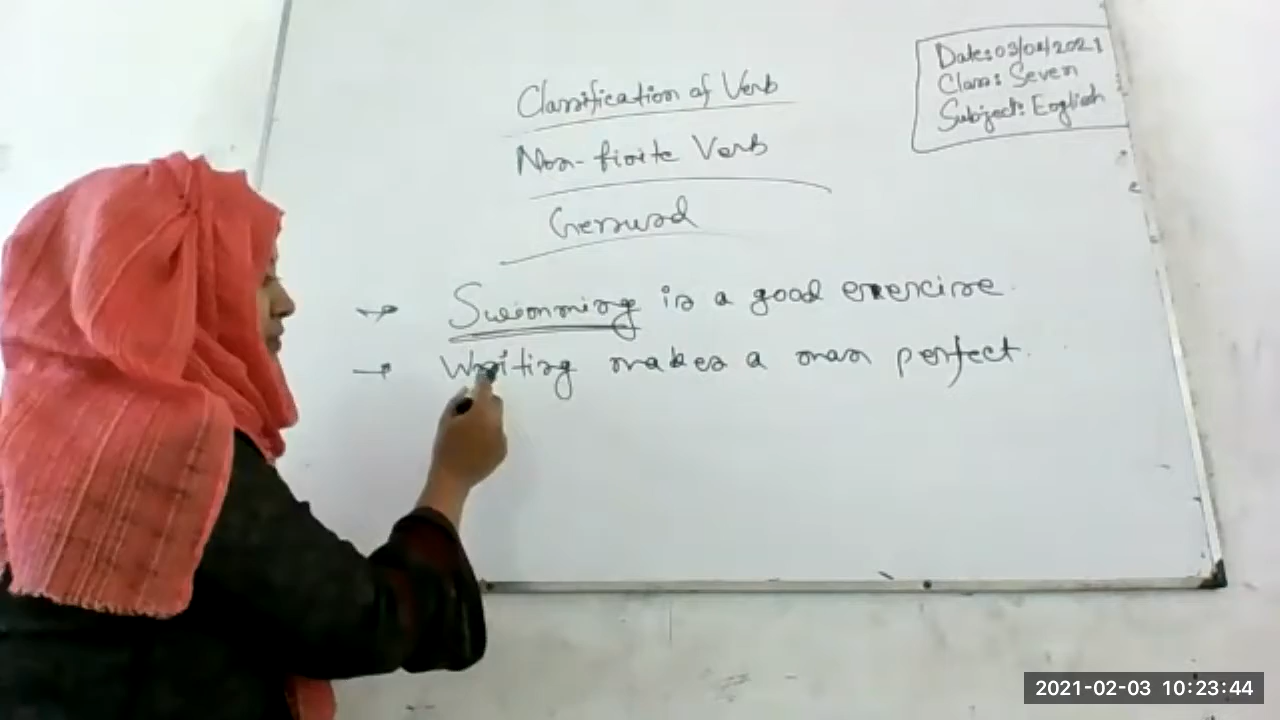 Date: 03/02/2021
Class: Seven
Subject: English
Classification of Verb
Non-finite Verb
Gerund
→ Swimming is a good exercise.
→ Writing makes a man perfect.
2021-02-03 10:23:44